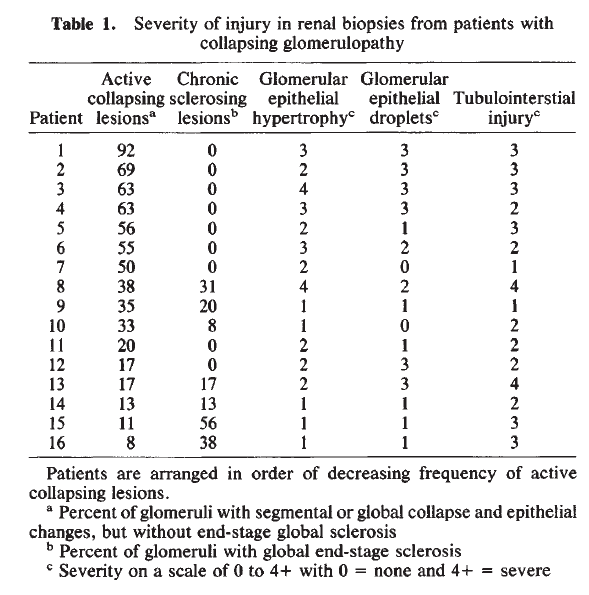 Table 1. Severity of injury in renal biopsies from patients with
collapsing glomerulopathy
Active Chronic Glomerular Glomerular
collapsing sclerosing epithelial epithelial Tubulointerstial
Patient lesionsᵃ lesionsᵇ hypertrophyᶜ dropletsᶜ injuryᶜ
1 92 0 3 3 3
2 69 0 2 3 3
3 63 0 4 3 3
4 63 0 3 3 2
5 56 0 2 1 3
6 55 0 3 2 2
7 50 0 2 0 1
8 38 31 4 2 4
9 35 20 1 1 1
10 33 8 1 0 2
11 20 0 2 1 2
12 17 0 2 3 2
13 17 17 2 3 4
14 13 13 1 1 2
15 11 56 1 1 3
16 8 38 1 1 3
Patients are arranged in order of decreasing frequency of active
collapsing lesions.
ᵃ Percent of glomeruli with segmental or global collapse and epithelial
changes, but without end-stage global sclerosis
ᵇ Percent of glomeruli with global end-stage sclerosis
ᶜ Severity on a scale of 0 to 4+ with 0 = none and 4+ = severe